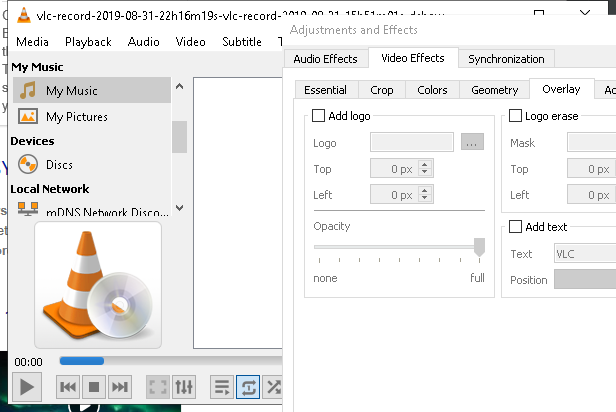 vlc-record-2019-08-31-22h16m19s-vlc-record-2019-08-31-15h51m01s-dshow
Media Playback Audio Video Subtitle T
My Music
My Music
My Pictures
Devices
Discs
Local Network
mDNS Network Disco...
00:00
Adjustments and Effects
Audio Effects Video Effects Synchronization
Essential Crop Colors Geometry Overlay
Add logo
Logo ...
Top 0 px
Left 0 px
Opacity
none full
Logo erase
Mask
Top 0 px
Left 0 px
Add text
Text VLC
Position